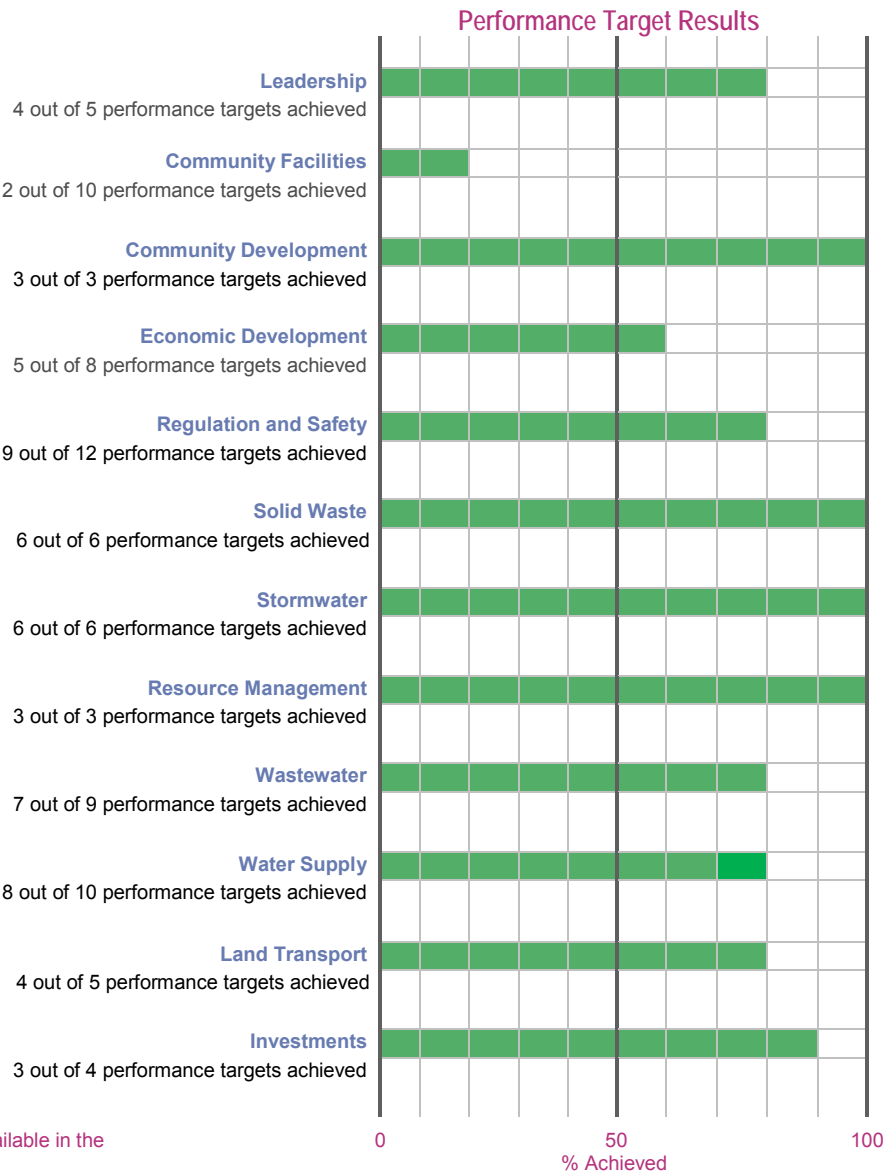 Performance Target Results
Leadership
4 out of 5 performance targets achieved
Community Facilities
2 out of 10 performance targets achieved
Community Development
3 out of 3 performance targets achieved
Economic Development
5 out of 8 performance targets achieved
Regulation and Safety
9 out of 12 performance targets achieved
Solid Waste
6 out of 6 performance targets achieved
Stormwater
6 out of 6 performance targets achieved
Resource Management
3 out of 3 performance targets achieved
Wastewater
7 out of 9 performance targets achieved
Water Supply
8 out of 10 performance targets achieved
Land Transport
4 out of 5 performance targets achieved
Investments
3 out of 4 performance targets achieved
in the 0 50 100
% Achieved